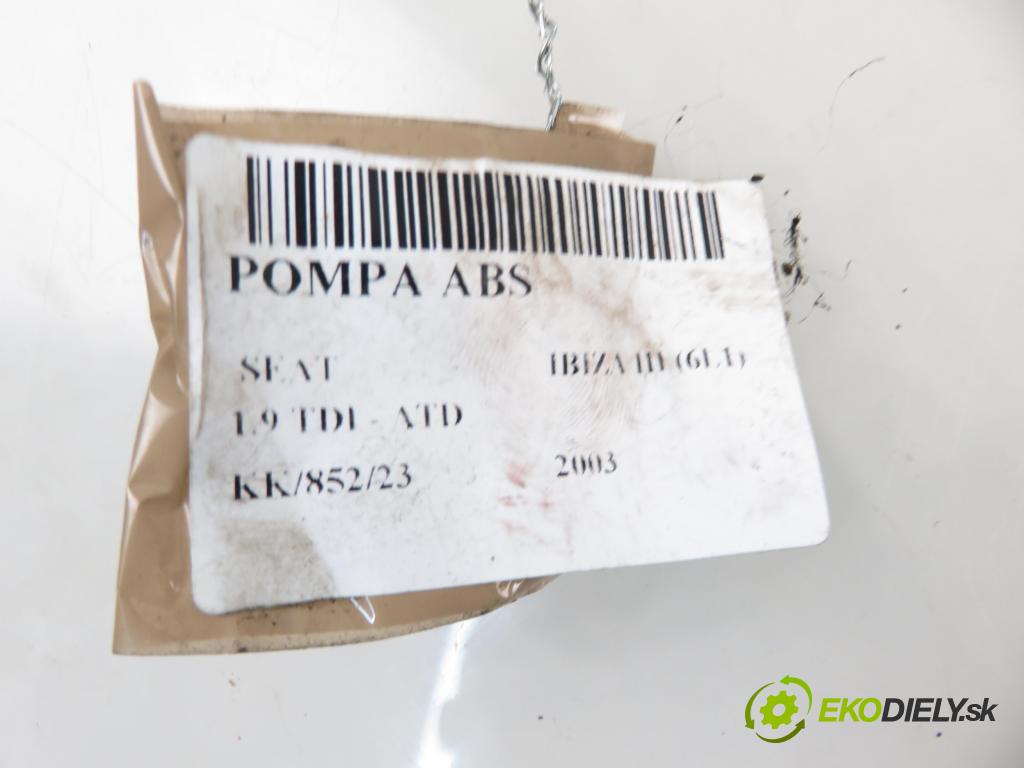 POMPA ABS
SEAT IBIZA III (6L1)
1.9 TDI - ATD
KK/852/23 2003
EKODIELY.sk